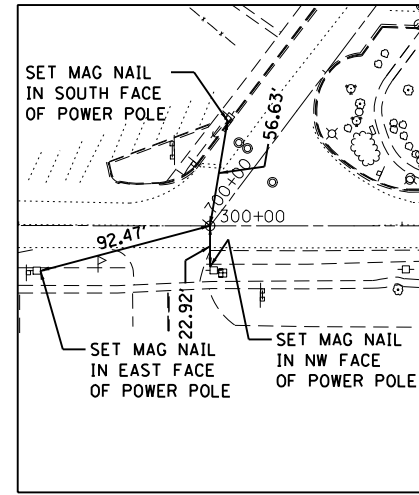 SET MAG NAIL
IN SOUTH FACE
OF POWER POLE
56.63'
700+00
300+00
92.47'
22.92'
SET MAG NAIL
IN EAST FACE
OF POWER POLE
SET MAG NAIL
IN NW FACE
OF POWER POLE